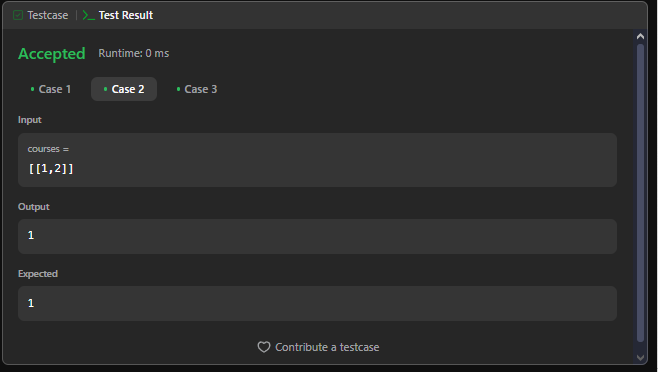 Testcase | >_ Test Result
Accepted Runtime: 0 ms
• Case 1 • Case 2 • Case 3
Input
courses =
[[1,2]]
Output
1
Expected
1
Contribute a testcase